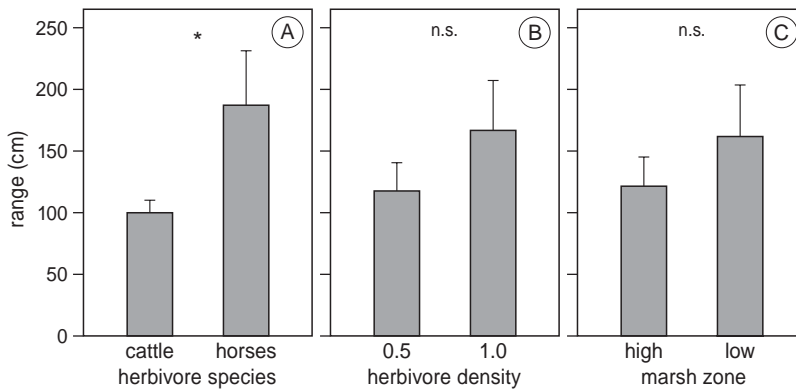 range (cm)
250
200
150
100
50
0
*
A
cattle horses
herbivore species
n.s.
B
0.5 1.0
herbivore density
n.s.
C
high low
marsh zone